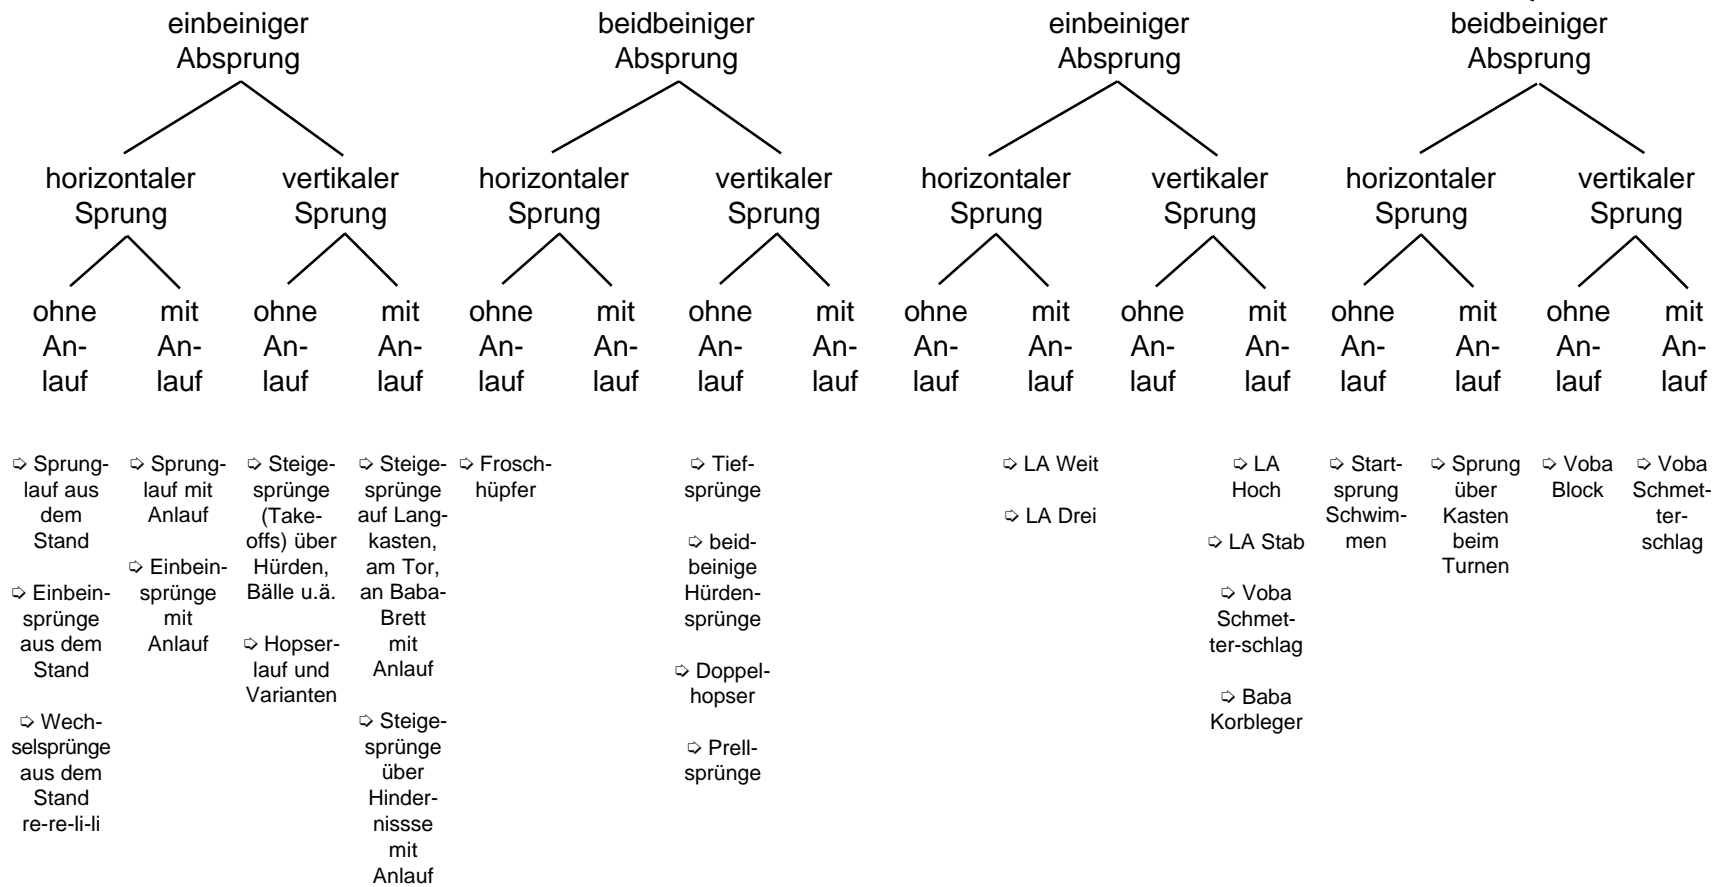 einbeiniger
Absprung
beidbeiniger
Absprung
einbeiniger
Absprung
beidbeiniger
Absprung
horizontaler
Sprung
vertikaler
Sprung
horizontaler
Sprung
vertikaler
Sprung
horizontaler
Sprung
vertikaler
Sprung
horizontaler
Sprung
vertikaler
Sprung
ohne
An-
lauf
mit
An-
lauf
ohne
An-
lauf
mit
An-
lauf
ohne
An-
lauf
mit
An-
lauf
ohne
An-
lauf
mit
An-
lauf
ohne
An-
lauf
mit
An-
lauf
ohne
An-
lauf
mit
An-
lauf
ohne
An-
lauf
mit
An-
lauf
ohne
An-
lauf
mit
An-
lauf
➯ Sprung-
lauf aus
dem
Stand
➯ Einbein-
sprünge
aus dem
Stand
➯ Wech-
selsprünge
aus dem
Stand
re-re-li-li
➯ Sprung-
lauf mit
Anlauf
➯ Einbein-
sprünge
mit
Anlauf
➯ Steige-
sprünge
(Take-
offs) über
Hürden,
Bälle u.ä.
➯ Hopser-
lauf und
Varianten
➯ Steige-
sprünge
auf Lang-
kasten,
am Tor,
an Baba-
Brett
mit
Anlauf
➯ Steige-
sprünge
über
Hinder-
nissse
mit
Anlauf
➯ Frosch-
hüpfer
➯ Tief-
sprünge
➯ beid-
beinige
Hürden-
sprünge
➯ Doppel-
hopser
➯ Prell-
sprünge
➯ LA Weit
➯ LA Drei
➯ LA
Hoch
➯ LA Stab
➯ Voba
Schmet-
ter-schlag
➯ Baba
Korbleger
➯ Start-
sprung
Schwim-
men
➯ Sprung
über
Kasten
beim
Turnen
➯ Voba
Block
➯ Voba
Schmet-
ter-
schlag